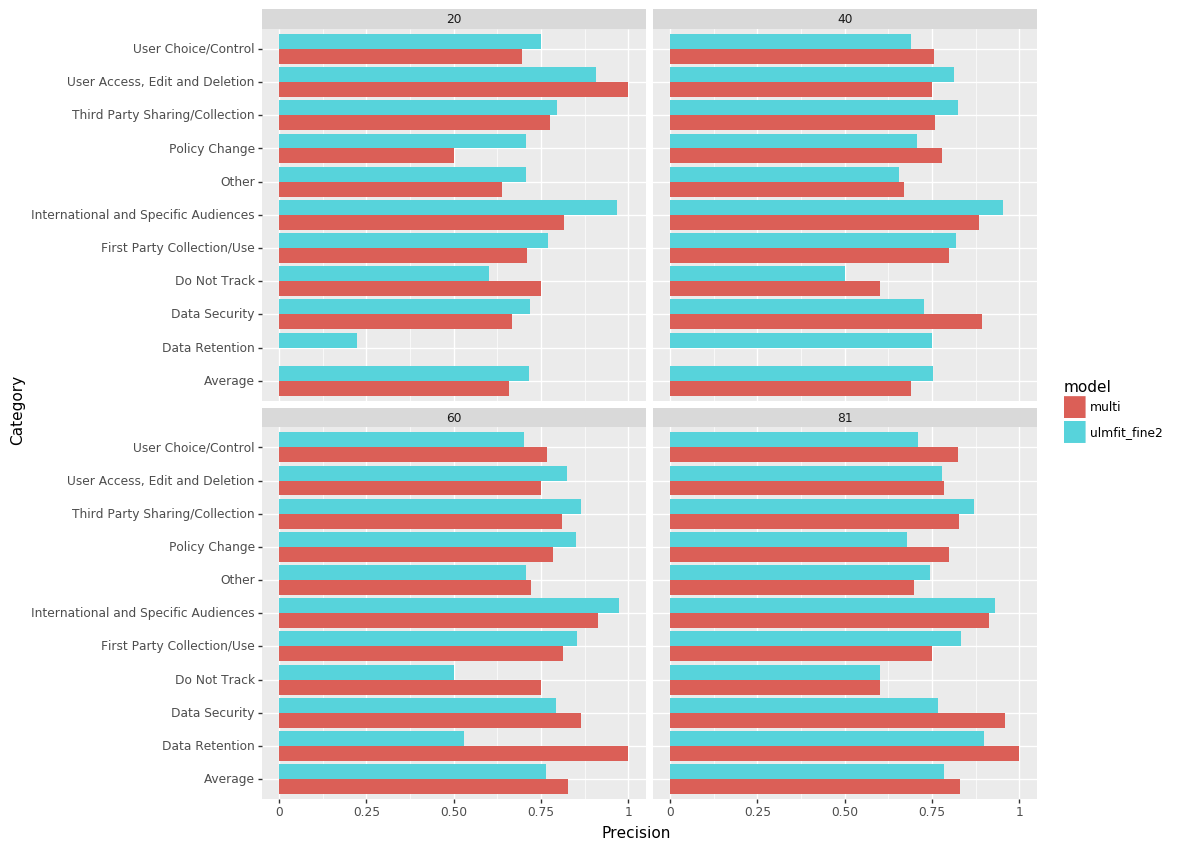 20
40
User Choice/Control
User Access, Edit and Deletion
Third Party Sharing/Collection
Policy Change
Other
International and Specific Audiences
First Party Collection/Use
Do Not Track
Data Security
Data Retention
Average
60
81
User Choice/Control
User Access, Edit and Deletion
Third Party Sharing/Collection
Policy Change
Other
International and Specific Audiences
First Party Collection/Use
Do Not Track
Data Security
Data Retention
Average
0 0.25 0.50 0.75 1
0 0.25 0.50 0.75 1
Precision
Category
model
multi
ulmfit_fine2